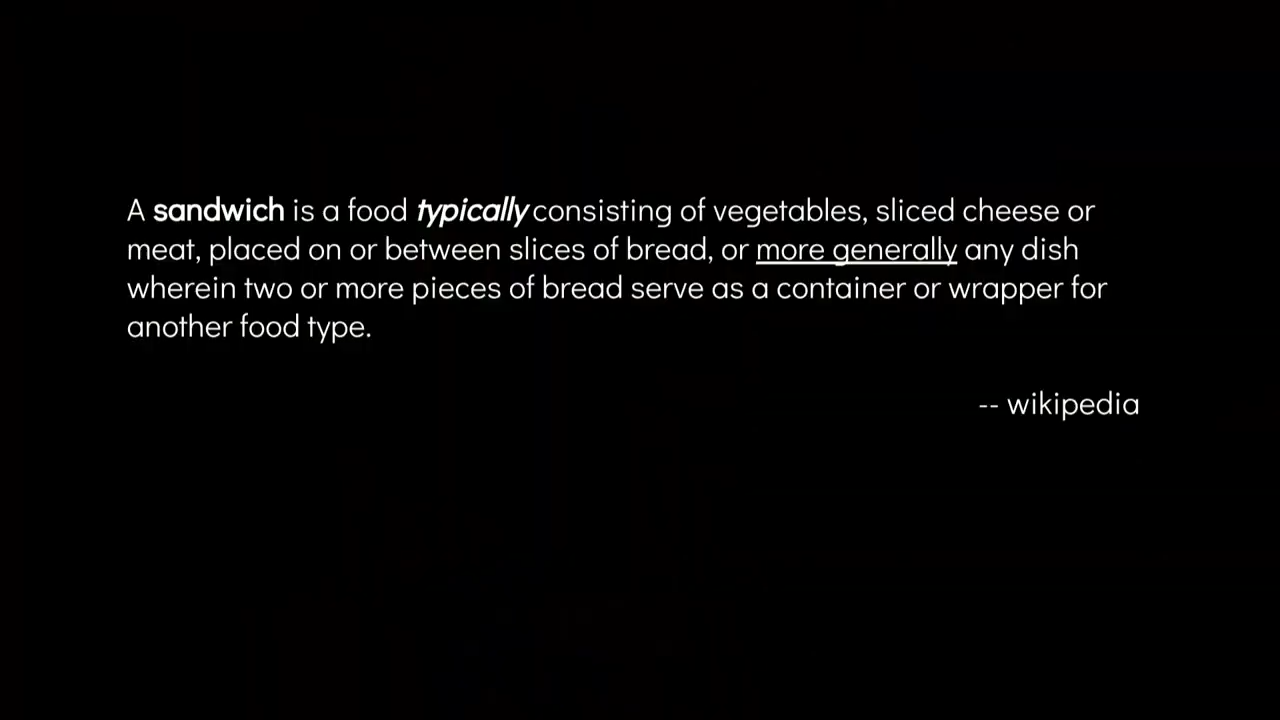 A sandwich is a food typically consisting of vegetables, sliced cheese or
meat, placed on or between slices of bread, or more generally any dish
wherein two or more pieces of bread serve as a container or wrapper for
another food type.
-- wikipedia